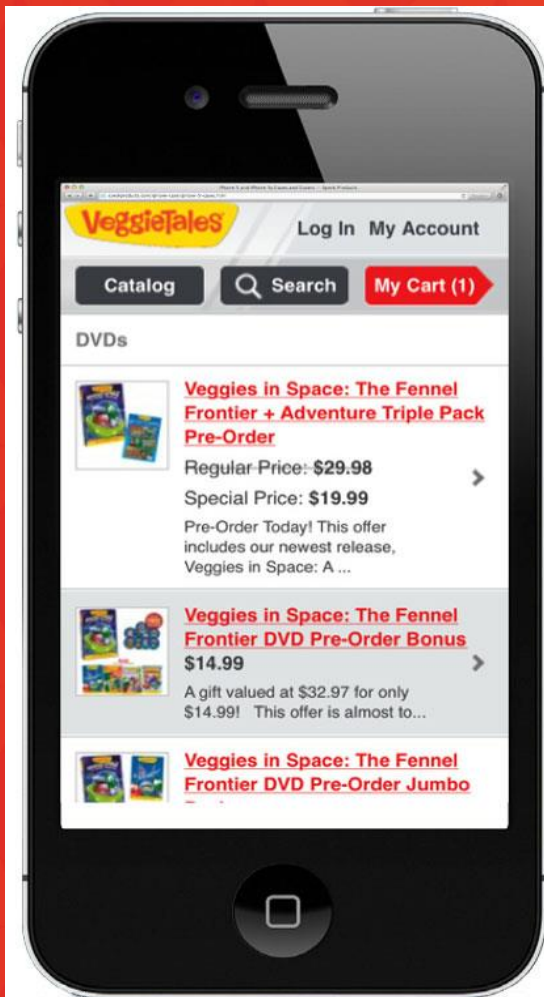 VeggieTales
Log In My Account
Catalog
Search
My Cart (1)
DVDs
Veggies in Space: The Fennel
Frontier + Adventure Triple Pack
Pre-Order
Regular Price: $29.98
Special Price: $19.99
Pre-Order Today! This offer
includes our newest release,
Veggies in Space: A ...
Veggies in Space: The Fennel
Frontier DVD Pre-Order Bonus
$14.99
A gift valued at $32.97 for only
$14.99! This offer is almost to...
Veggies in Space: The Fennel
Frontier DVD Pre-Order Jumbo